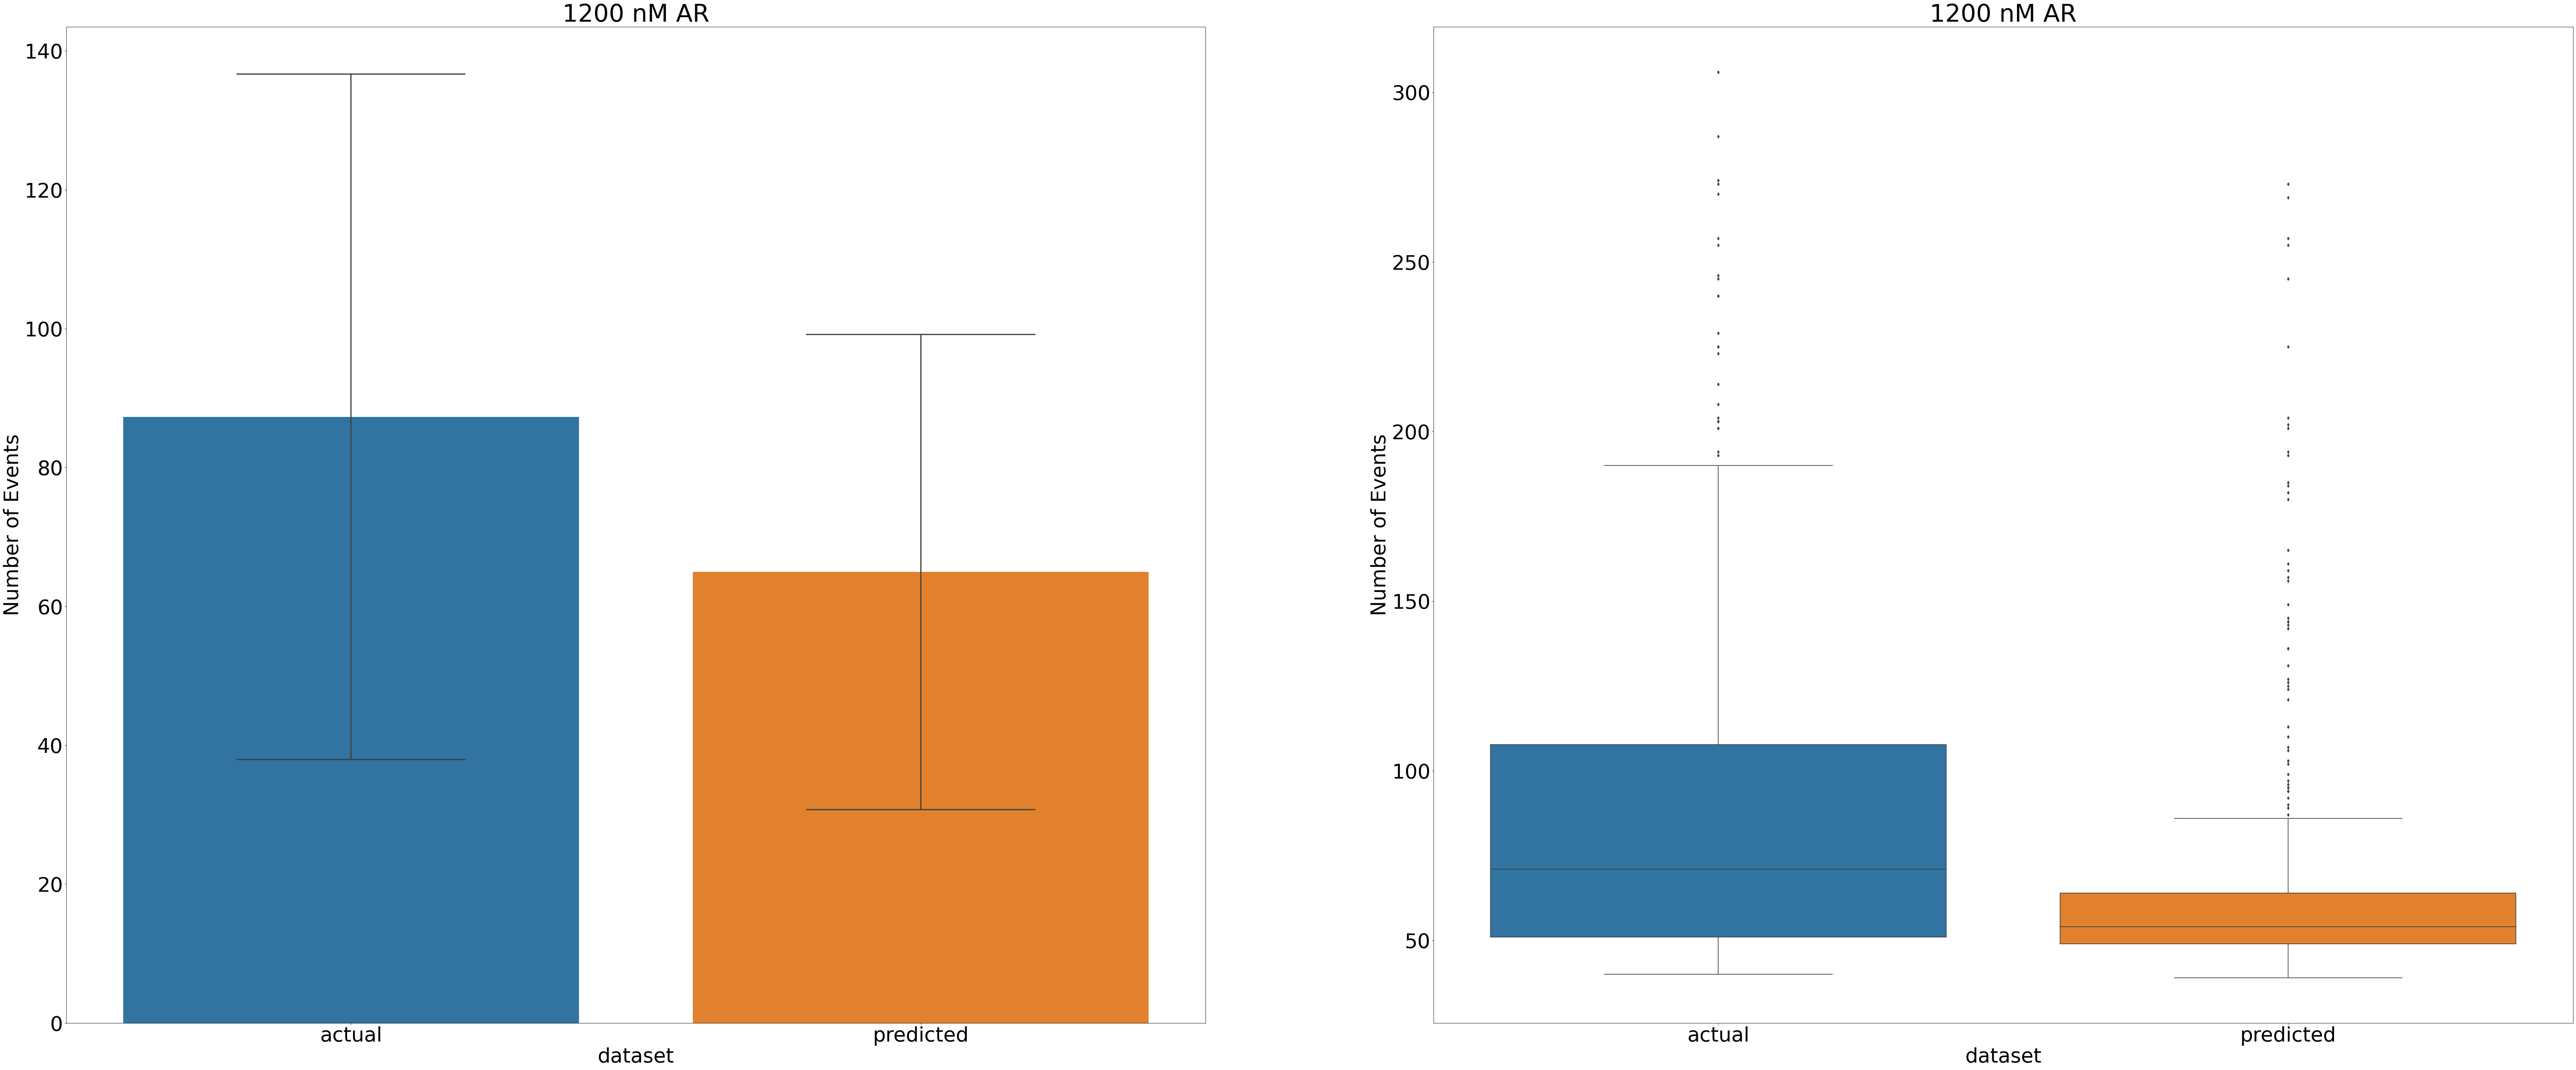 1200 nM AR
140
120
100
80
60
40
20
0
Number of Events
actual
predicted
dataset
1200 nM AR
300
250
200
150
100
50
Number of Events
actual
predicted
dataset